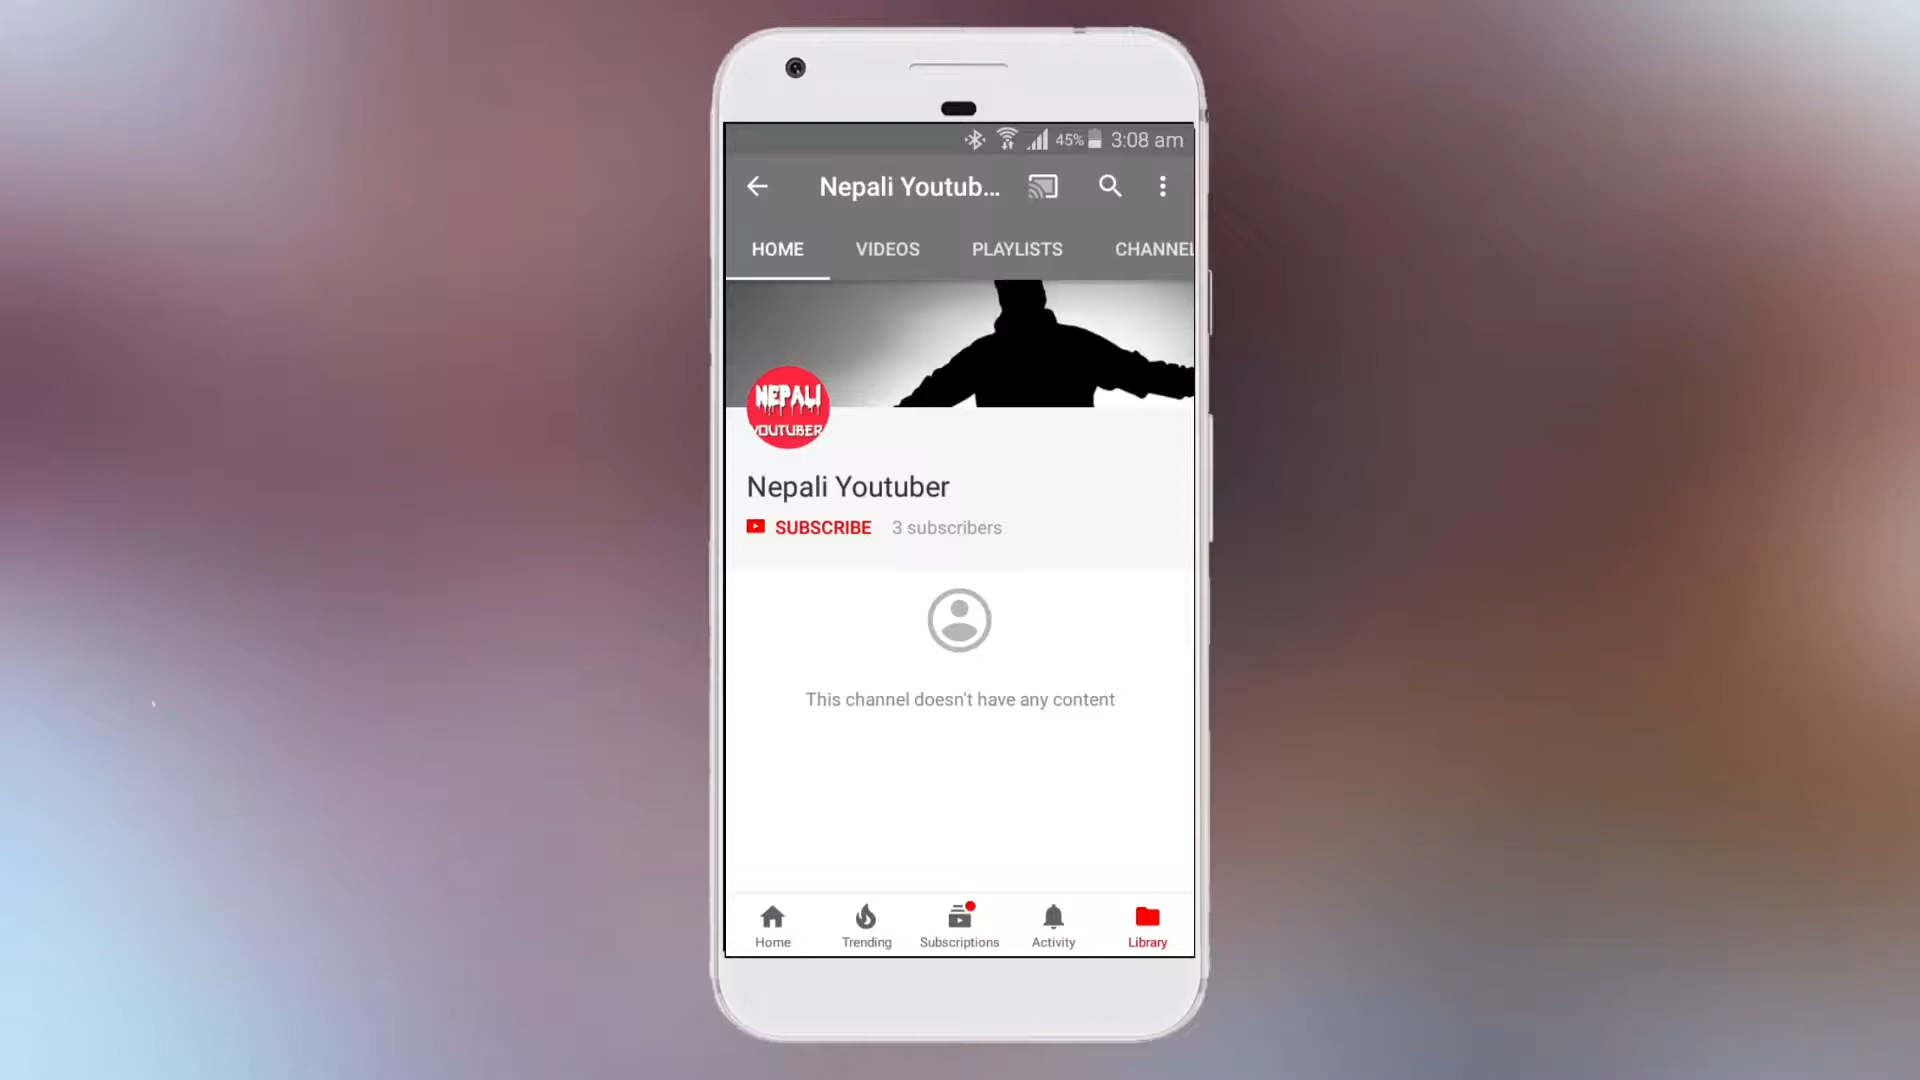 45% 3:08 am
Nepali Youtub...
HOME VIDEOS PLAYLISTS CHANNEL
NEPALI
YOUTUBER
Nepali Youtuber
SUBSCRIBE 3 subscribers
This channel doesn't have any content
Home Trending Subscriptions Activity Library